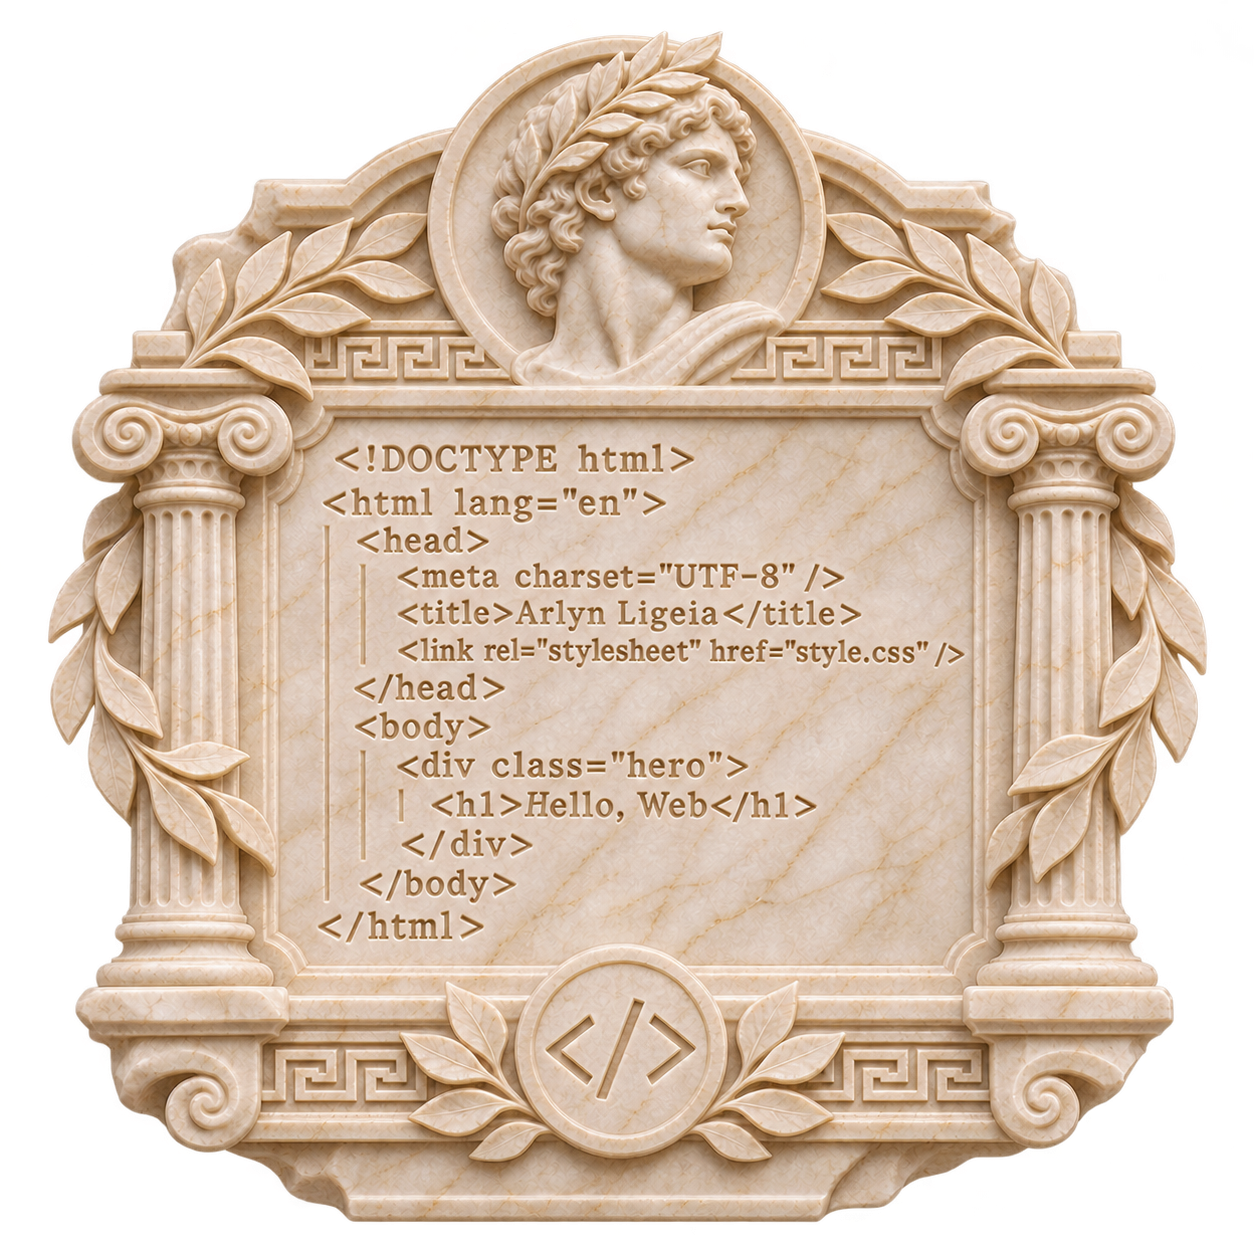 <!DOCTYPE html>
<html lang="en">
<head>
<meta charset="UTF-8" />
<title>Arlyn Ligeia</title>
<link rel="stylesheet" href="style.css" />
</head>
<body>
<div class="hero">
<h1>Hello, Web</h1>
</div>
</body>
</html>
</>